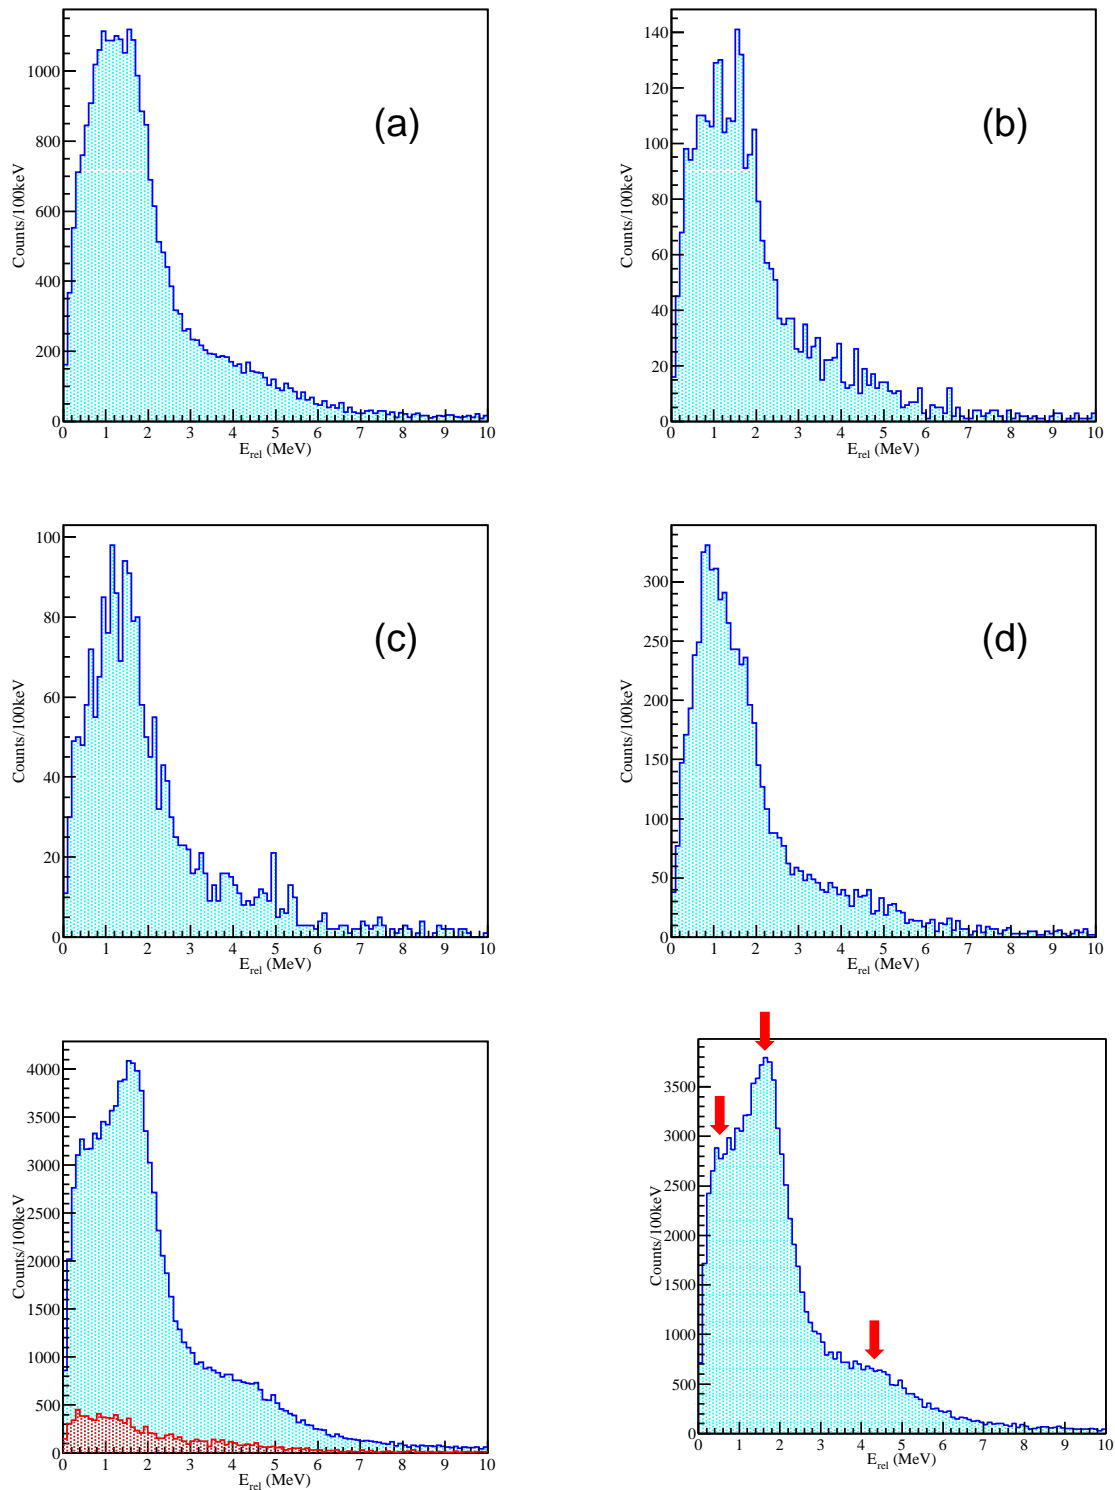 1000
800
600
400
200
0
Counts/100keV
(a)
0 1 2 3 4 5 6 7 8 9 10
E_rel (MeV)
140
120
100
80
60
40
20
0
Counts/100keV
(b)
0 1 2 3 4 5 6 7 8 9 10
E_rel (MeV)
100
80
60
40
20
0
Counts/100keV
(c)
0 1 2 3 4 5 6 7 8 9 10
E_rel (MeV)
300
250
200
150
100
50
0
Counts/100keV
(d)
0 1 2 3 4 5 6 7 8 9 10
E_rel (MeV)
4000
3500
3000
2500
2000
1500
1000
500
0
Counts/100keV
0 1 2 3 4 5 6 7 8 9 10
E_rel (MeV)
3500
3000
2500
2000
1500
1000
500
0
Counts/100keV
0 1 2 3 4 5 6 7 8 9 10
E_rel (MeV)